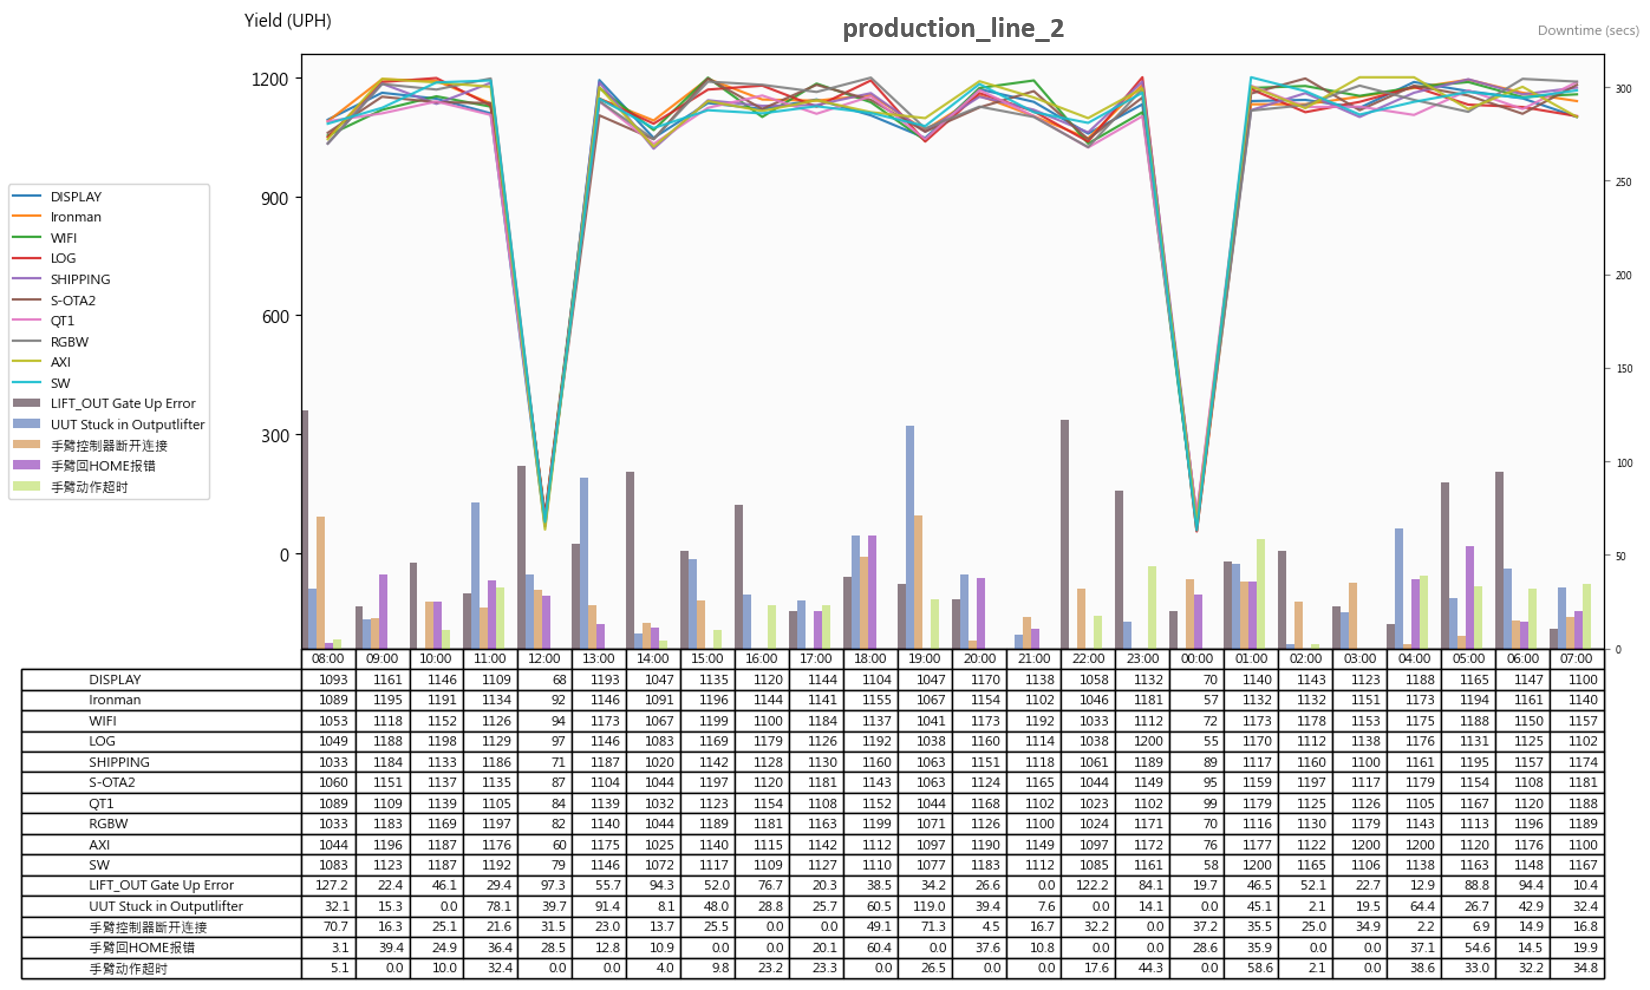 Yield (UPH)
production_line_2
Downtime (secs)
1200
900
600
300
0
300
250
200
150
100
50
0
DISPLAY
Ironman
WIFI
LOG
SHIPPING
S-OTA2
QT1
RGBW
AXI
SW
LIFT_OUT Gate Up Error
UUT Stuck in Outputlifter
手臂控制器断开连接
手臂回HOME报错
手臂动作超时
08:00 09:00 10:00 11:00 12:00 13:00 14:00 15:00 16:00 17:00 18:00 19:00 20:00 21:00 22:00 23:00 00:00 01:00 02:00 03:00 04:00 05:00 06:00 07:00
DISPLAY 1093 1161 1146 1109 68 1193 1047 1135 1120 1144 1104 1047 1170 1138 1058 1132 70 1140 1143 1123 1188 1165 1147 1100
Ironman 1089 1195 1191 1134 92 1146 1091 1196 1144 1141 1155 1067 1154 1102 1046 1181 57 1132 1132 1151 1173 1194 1161 1140
WIFI 1053 1118 1152 1126 94 1173 1067 1199 1100 1184 1137 1041 1173 1192 1033 1112 72 1173 1178 1153 1175 1188 1150 1157
LOG 1049 1188 1198 1129 97 1146 1083 1169 1179 1126 1192 1038 1160 1114 1038 1200 55 1170 1112 1138 1176 1131 1125 1102
SHIPPING 1033 1184 1133 1186 71 1187 1020 1142 1128 1130 1160 1063 1151 1118 1061 1189 89 1117 1160 1100 1161 1195 1157 1174
S-OTA2 1060 1151 1137 1135 87 1104 1044 1197 1120 1181 1143 1063 1124 1165 1044 1149 95 1159 1197 1117 1179 1154 1108 1181
QT1 1089 1109 1139 1105 84 1139 1032 1123 1154 1108 1152 1044 1168 1102 1023 1102 99 1179 1125 1126 1105 1167 1120 1188
RGBW 1033 1183 1169 1197 82 1140 1044 1189 1181 1163 1199 1071 1126 1100 1024 1171 70 1116 1130 1179 1143 1113 1196 1189
AXI 1044 1196 1187 1176 60 1175 1025 1140 1115 1142 1112 1097 1190 1149 1097 1172 76 1177 1122 1200 1200 1120 1176 1100
SW 1083 1123 1187 1192 79 1146 1072 1117 1109 1127 1110 1077 1183 1112 1085 1161 58 1200 1165 1106 1138 1163 1148 1167
LIFT_OUT Gate Up Error 127.2 22.4 46.1 29.4 97.3 55.7 94.3 52.0 76.7 20.3 38.5 34.2 26.6 0.0 122.2 84.1 19.7 46.5 52.1 22.7 12.9 88.8 94.4 10.4
UUT Stuck in Outputlifter 32.1 15.3 0.0 78.1 39.7 91.4 8.1 48.0 28.8 25.7 60.5 119.0 39.4 7.6 0.0 14.1 0.0 45.1 2.1 19.5 64.4 26.7 42.9 32.4
手臂控制器断开连接 70.7 16.3 25.1 21.6 31.5 23.0 13.7 25.5 0.0 0.0 49.1 71.3 4.5 16.7 32.2 0.0 37.2 35.5 25.0 34.9 2.2 6.9 14.9 16.8
手臂回HOME报错 3.1 39.4 24.9 36.4 28.5 12.8 10.9 0.0 0.0 20.1 60.4 0.0 37.6 10.8 0.0 0.0 28.6 35.9 0.0 0.0 37.1 54.6 14.5 19.9
手臂动作超时 5.1 0.0 10.0 32.4 0.0 0.0 4.0 9.8 23.2 23.3 0.0 26.5 0.0 0.0 17.6 44.3 0.0 58.6 2.1 0.0 38.6 33.0 32.2 34.8